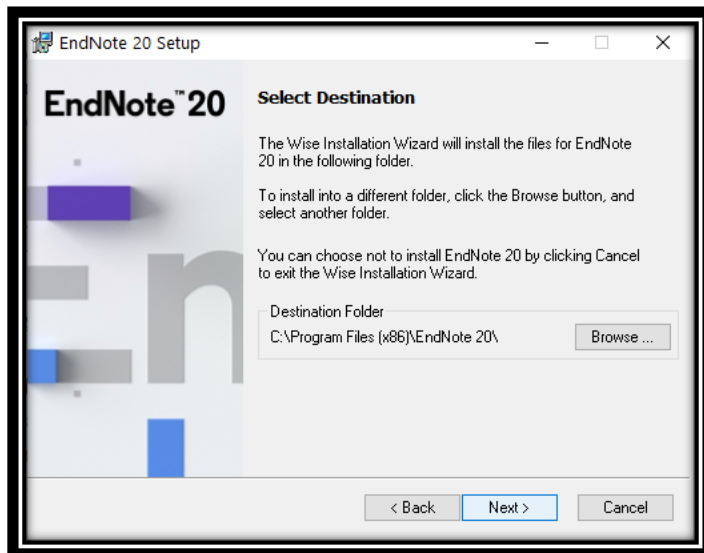 EndNote 20 Setup
EndNote™ 20
Select Destination
The Wise Installation Wizard will install the files for EndNote
20 in the following folder.
To install into a different folder, click the Browse button, and
select another folder.
You can choose not to install EndNote 20 by clicking Cancel
to exit the Wise Installation Wizard.
Destination Folder
C:\Program Files (x86)\EndNote 20\
Browse ...
En
< Back
Next >
Cancel